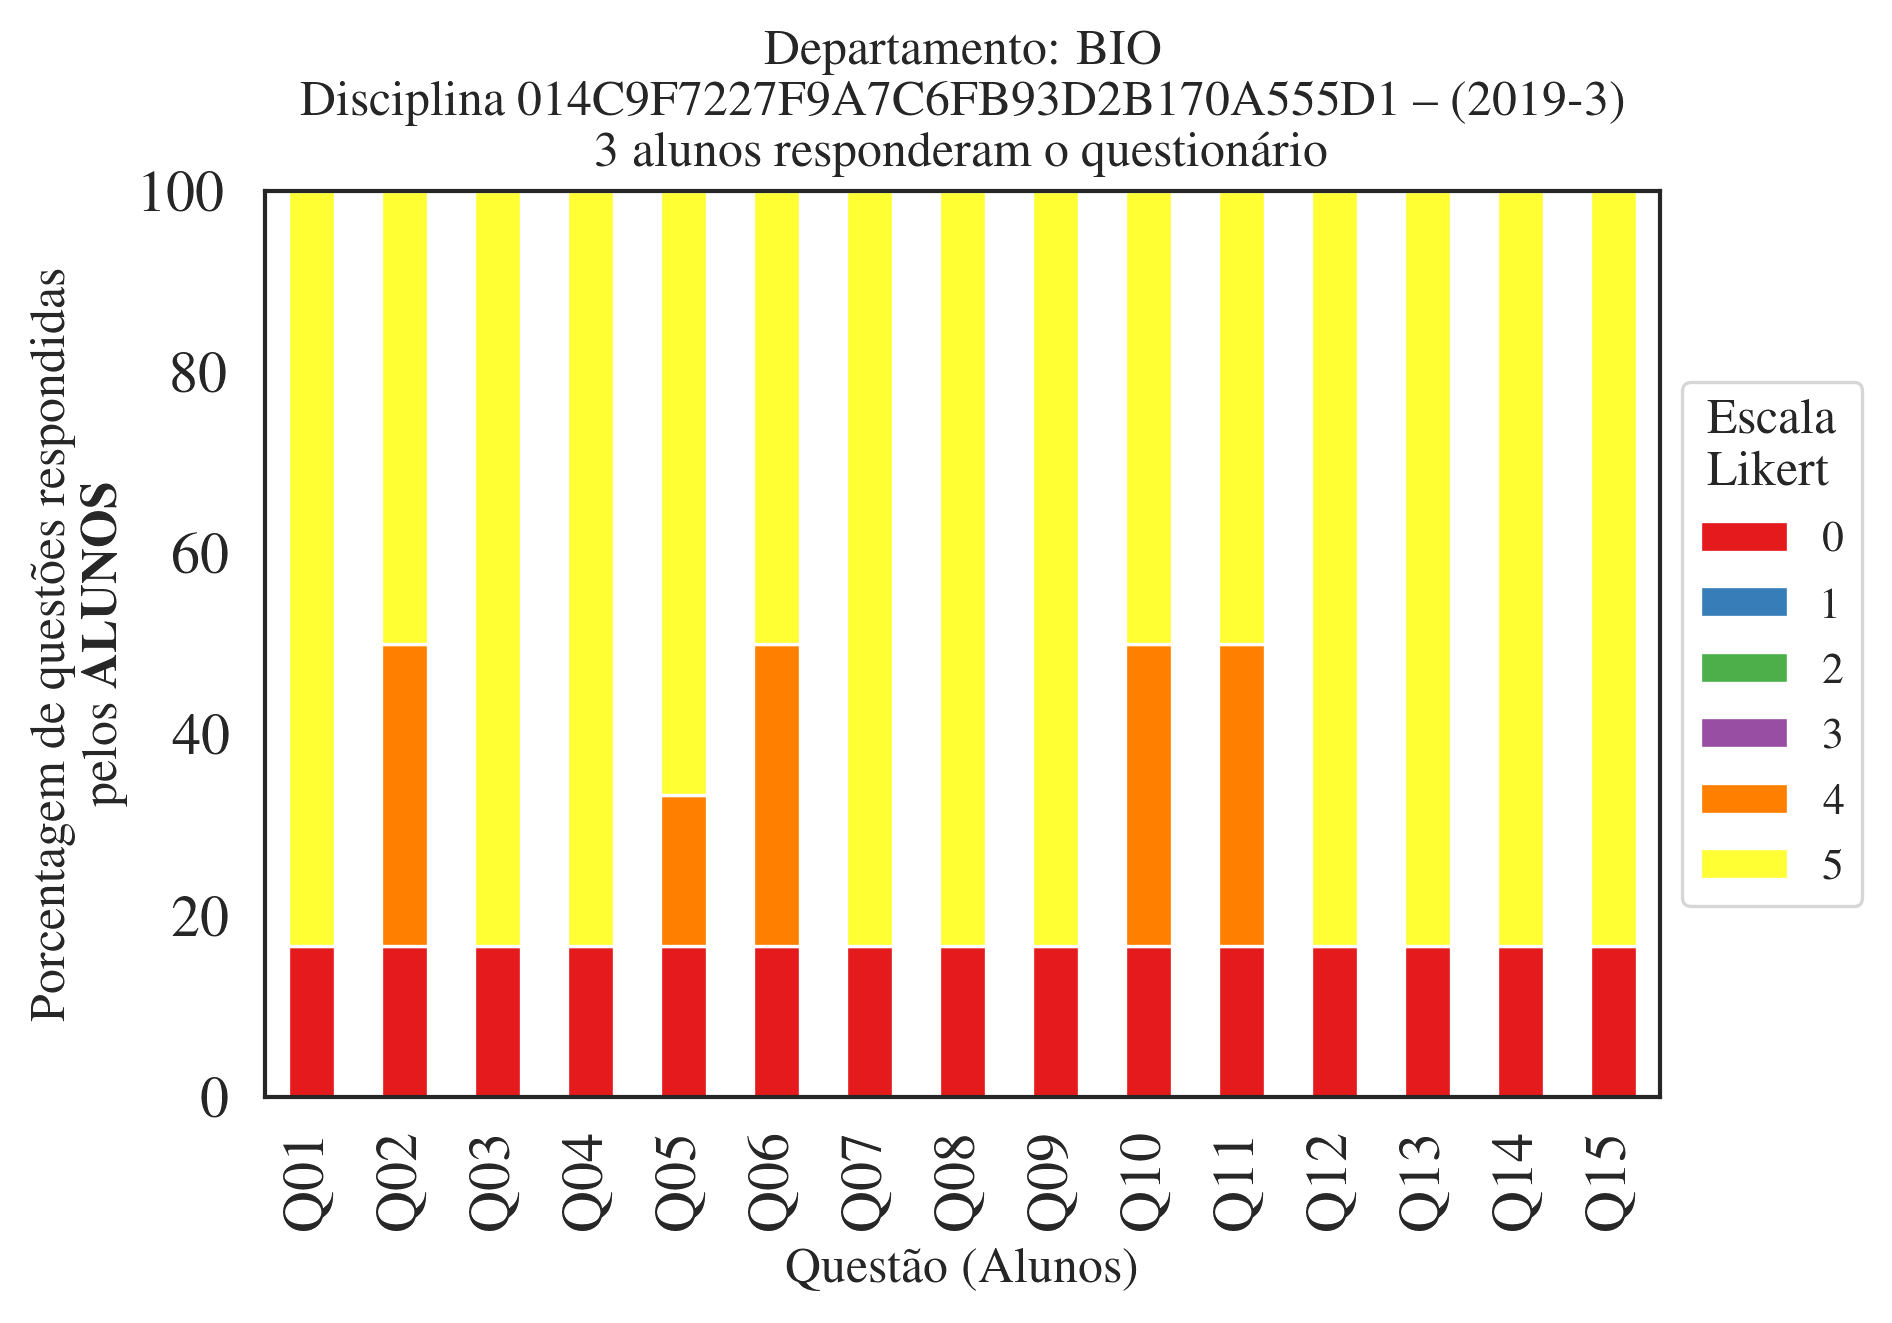 Departamento: BIO
Disciplina 014C9F7227F9A7C6FB93D2B170A555D1 – (2019-3)
3 alunos responderam o questionário
Porcentagem de questões respondidas
pelos ALUNOS
100
80
60
40
20
0
Q01
Q02
Q03
Q04
Q05
Q06
Q07
Q08
Q09
Q10
Q11
Q12
Q13
Q14
Q15
Questão (Alunos)
Escala
Likert
0
1
2
3
4
5